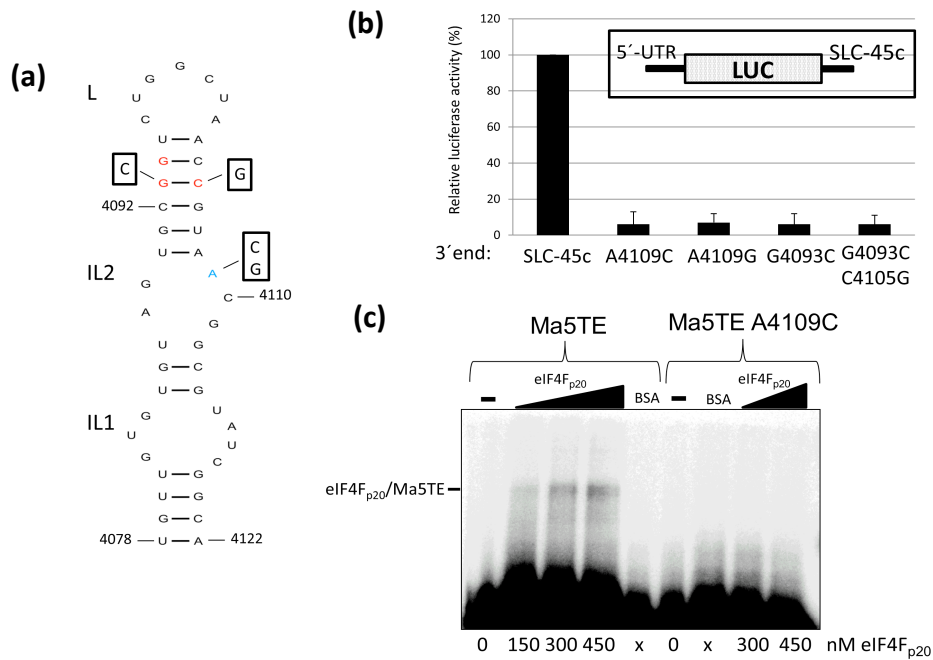 (a)
G
G C
U U
L
C A
U A
G C
C G C G
4092 C G
G U
U A
C
G
IL2 G A
C 4110
A G
U G
G C
U G
IL1 G U
U A
G C
U G
U G
G C
4078 U A 4122
(b)
Relative luciferase activity (%)
120
100
80
60
40
20
0
5´-UTR LUC SLC-45c
3´end: SLC-45c A4109C A4109G G4093C G4093C
C4105G
(c)
Ma5TE Ma5TE A4109C
eIF4Fp20 eIF4Fp20
BSA BSA
eIF4Fp20/Ma5TE
0 150 300 450 x 0 x 300 450 nM eIF4Fp20